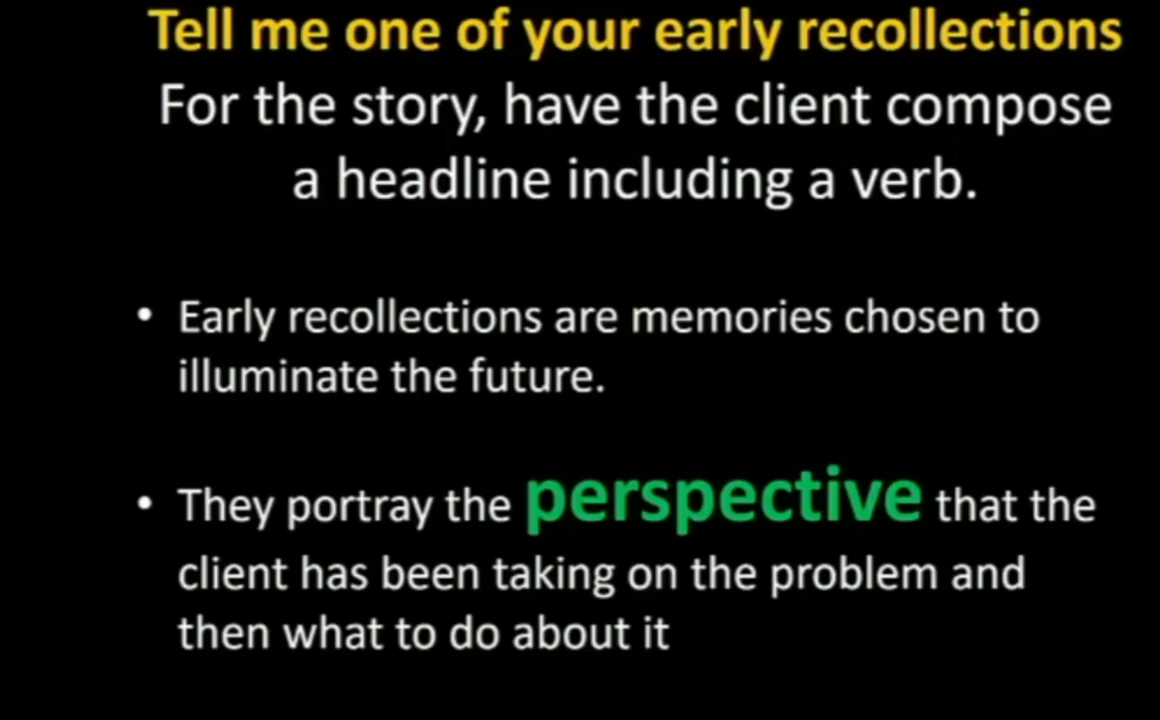 Tell me one of your early recollections
For the story, have the client compose
a headline including a verb.
• Early recollections are memories chosen to
illuminate the future.
• They portray the perspective that the
client has been taking on the problem and
then what to do about it